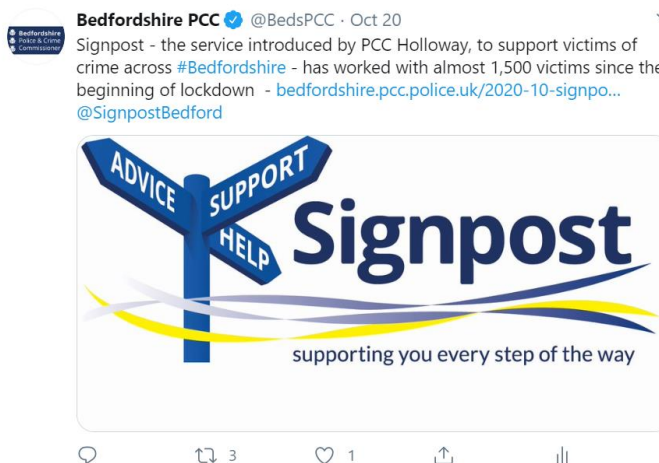 Bedfordshire PCC @BedsPCC · Oct 20
Bedfordshire
Police & Crime
Commissioner
Signpost - the service introduced by PCC Holloway, to support victims of
crime across #Bedfordshire - has worked with almost 1,500 victims since the
beginning of lockdown - bedfordshire.pcc.police.uk/2020-10-signpo...
@SignpostBedford
ADVICE
SUPPORT
HELP
Signpost
supporting you every step of the way
3
1